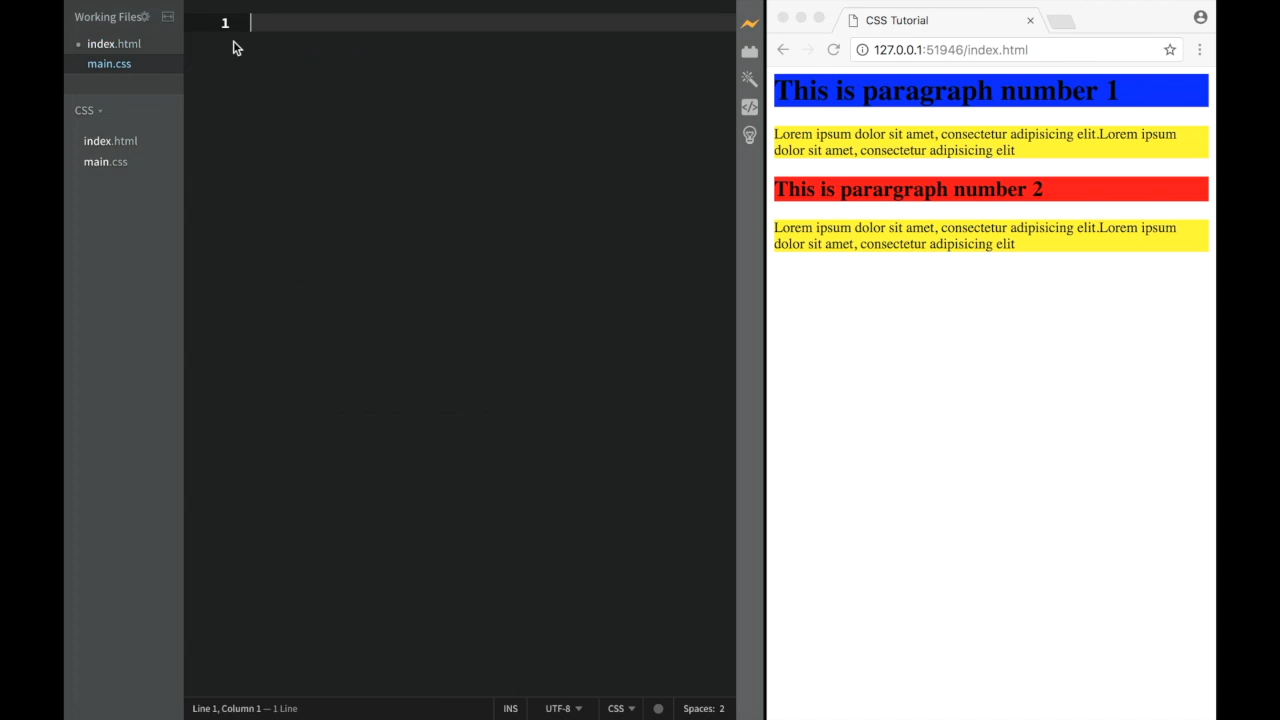 Working Files
index.html
main.css
CSS
index.html
main.css
1
Line 1, Column 1 — 1 Line
INS
UTF-8
CSS
Spaces: 2
CSS Tutorial
127.0.0.1:51946/index.html
This is paragraph number 1
Lorem ipsum dolor sit amet, consectetur adipisicing elit.Lorem ipsum
dolor sit amet, consectetur adipisicing elit
This is parargraph number 2
Lorem ipsum dolor sit amet, consectetur adipisicing elit.Lorem ipsum
dolor sit amet, consectetur adipisicing elit